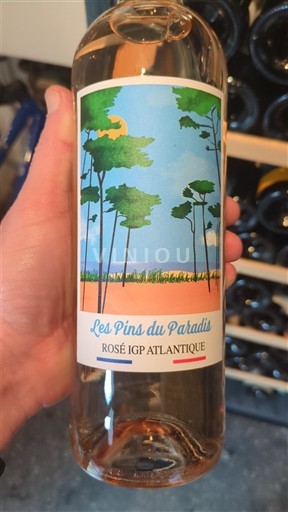 VINIOU
Les Pins du Paradis
ROSÉ IGP ATLANTIQUE